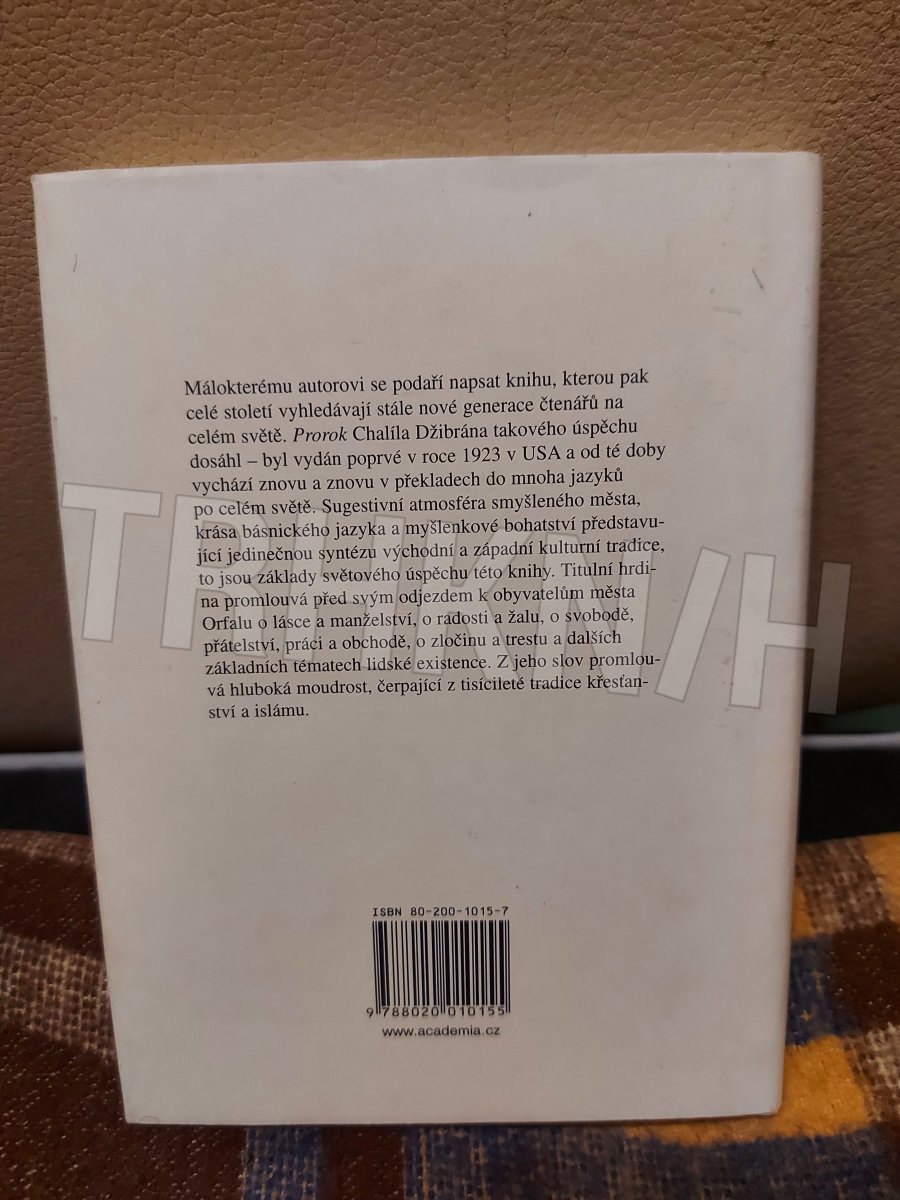 Málokterému autorovi se podaří napsat knihu, kterou pak
celé století vyhledávají stále nové generace čtenářů na
celém světě. Prorok Chalíla Džibrána takového úspěchu
dosáhl – byl vydán poprvé v roce 1923 v USA a od té doby
vychází znovu a znovu v překladech do mnoha jazyků
po celém světě. Sugestivní atmosféra smyšleného města,
krása básnického jazyka a myšlenkové bohatství představu-
jící jedinečnou syntézu východní a západní kulturní tradice,
to jsou základy světového úspěchu této knihy. Titulní hrdi-
na promlouvá před svým odjezdem k obyvatelům města
Orfalu o lásce a manželství, o radosti a žalu, o svobodě,
přátelství, práci a obchodě, o zločinu a trestu a dalších
základních tématech lidské existence. Z jeho slov promlou-
vá hluboká moudrost, čerpající z tisícileté tradice křesťan-
ství a islámu.
ISBN 80-200-1015-7
9 788020 010155
www.academia.cz